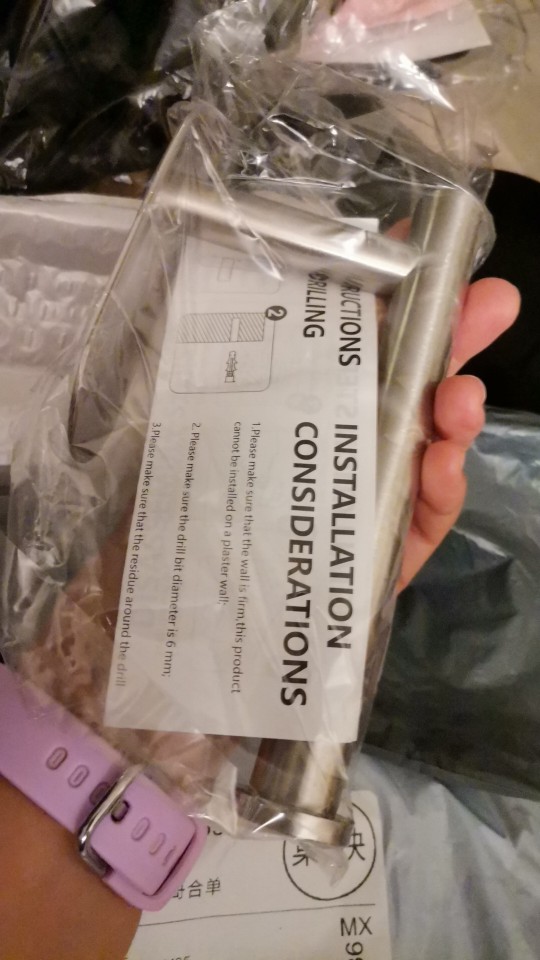 DRILLING
2
INSTALLATION
CONSIDERATIONS
1.Please make sure that the wall is firm,this product
cannot be installed on a plaster wall;
2. Please make sure the drill bit diameter is 6 mm;
3.Please make sure that the residue around the drill
合单
MX